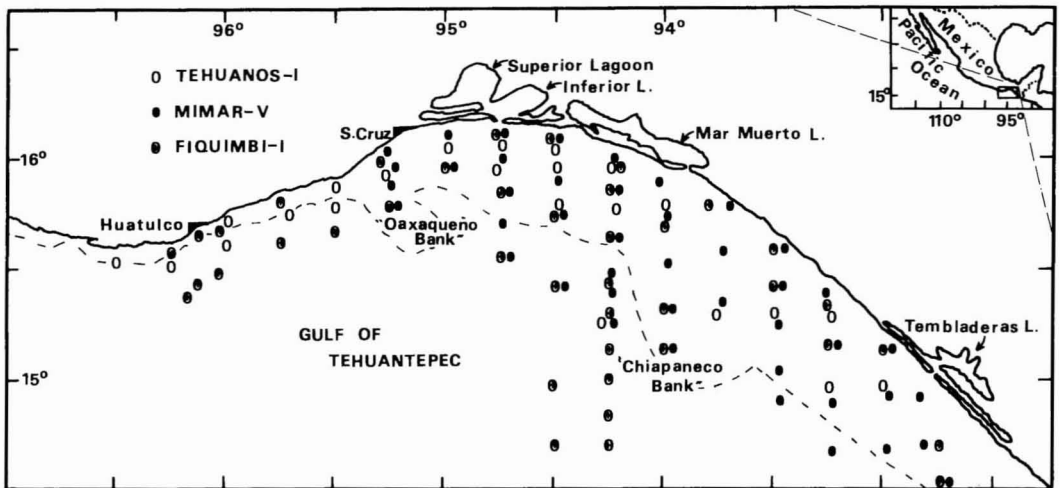 96°
95°
94°
Mexico
Pacific
Ocean
15°
110°
95°
O TEHUANOS-I
MIMAR-V
FIQUIMBI-I
Superior Lagoon
Inferior L.
S.Cruz
Mar Muerto L.
16°
Huatulco
"Oaxaqueño
Bank"
GULF OF
TEHUANTEPEC
Tembladeras L.
"Chiapaneco
Bank"
15°